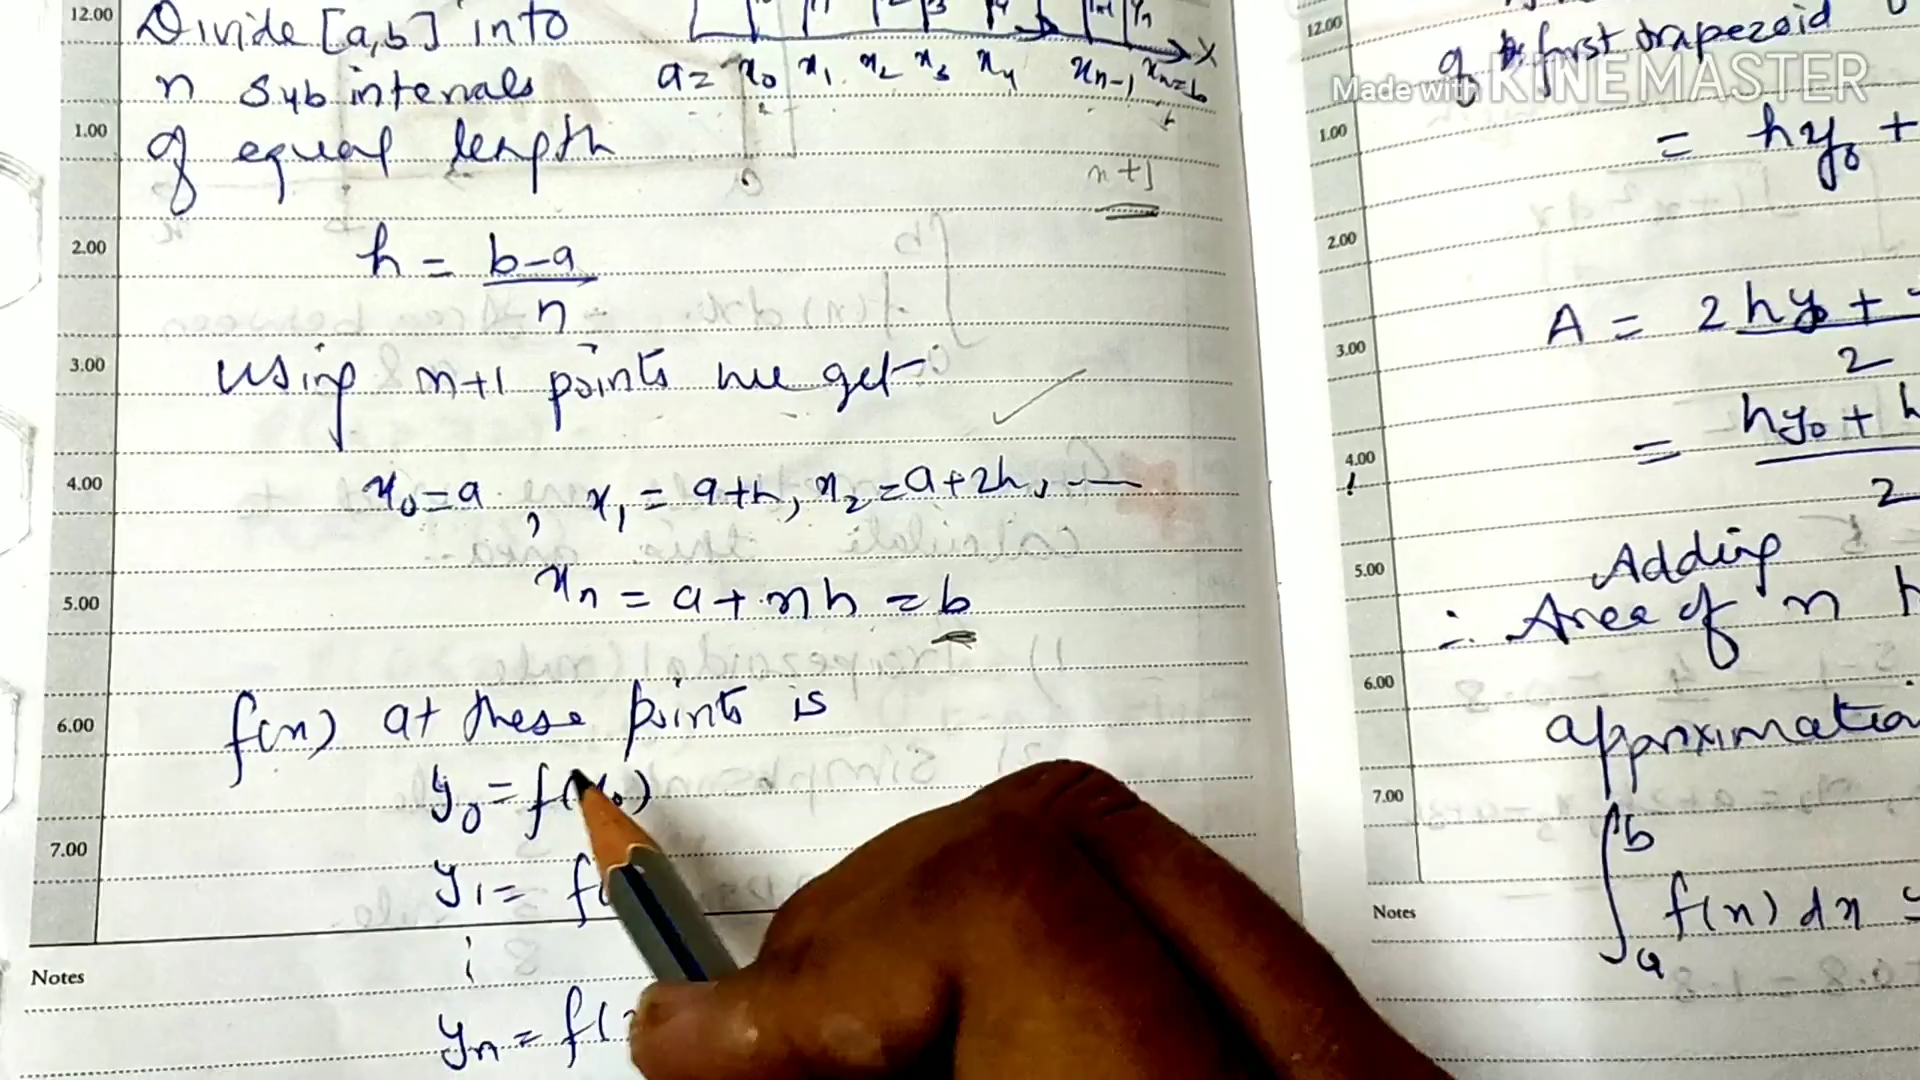 12.00 Divide [a,b] into
n subintervals
1.00 of equal length
a= x0 x1 x2 x3 x4 xn-1 xn=b
X
n+1
2.00 h = b-a
n
3.00 using n+1 points we get
4.00 x0=a , x1 = a+h, x2=a+2h, ----
5.00 xn = a+nh = b
6.00 f(x) at these points is
y0 = f(x0)
7.00 y1 = f(
Notes
yn = f(
12.00 of first trapezoid
Made with KINEMASTER
1.00 = hy0 +
2.00
A = 2hy0 +
3.00 2
= hy0 + h
4.00 2
5.00 Adding
∴ Area of n
6.00
approximatio
7.00 ∫ab f(x) dx
Notes